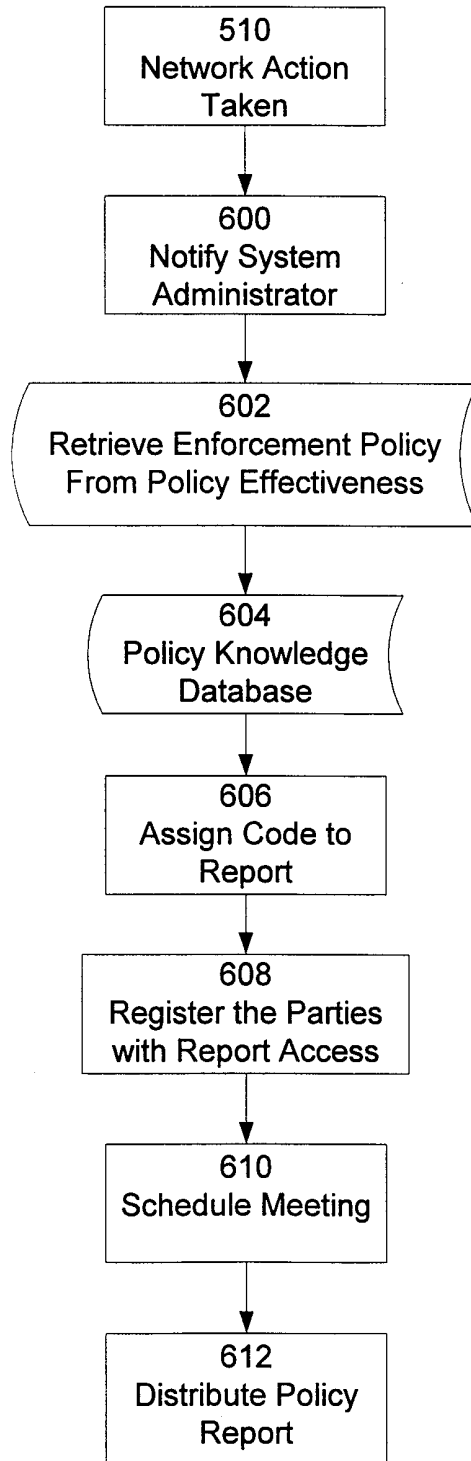 510
Network Action
Taken
600
Notify System
Administrator
602
Retrieve Enforcement Policy
From Policy Effectiveness
604
Policy Knowledge
Database
606
Assign Code to
Report
608
Register the Parties
with Report Access
610
Schedule Meeting
612
Distribute Policy
Report